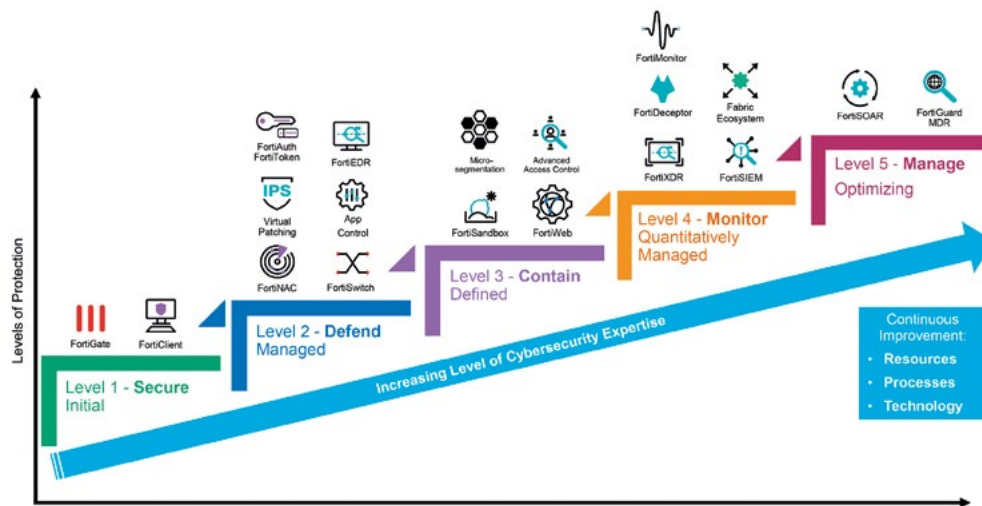 Levels of Protection
FortiGate
FortiClient
Level 1 - Secure
Initial
FortiAuth
FortiToken
FortiEDR
IPS
Virtual
Patching
App
Control
FortiNAC
FortiSwitch
Level 2 - Defend
Managed
Micro-
segmentation
Advanced
Access Control
FortiSandbox
FortiWeb
Level 3 - Contain
Defined
FortiMonitor
FortiDeceptor
Fabric
Ecosystem
FortiXDR
FortiSIEM
Level 4 - Monitor
Quantitatively
Managed
FortiSOAR
FortiGuard
MDR
Level 5 - Manage
Optimizing
Increasing Level of Cybersecurity Expertise
Continuous
Improvement:
• Resources
• Processes
• Technology